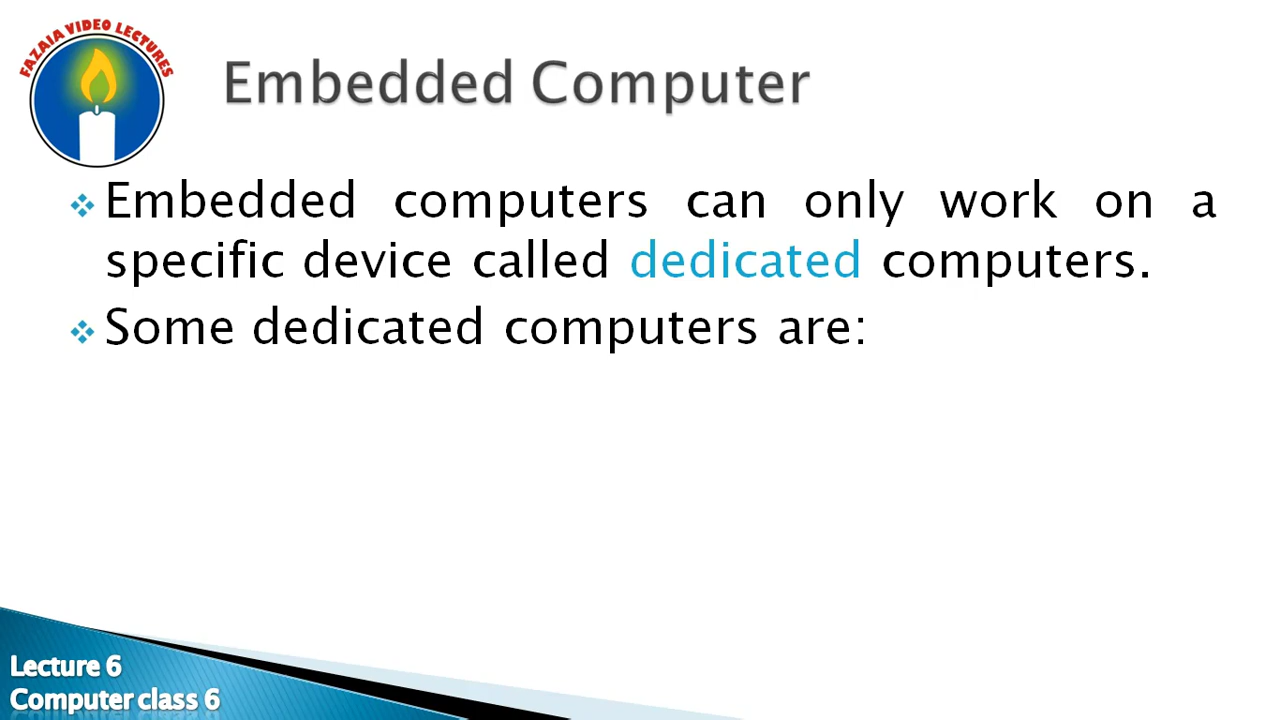 FAZAIA VIDEO LECTURES
Embedded Computer
Embedded computers can only work on a
specific device called dedicated computers.
Some dedicated computers are:
Lecture 6
Computer class 6